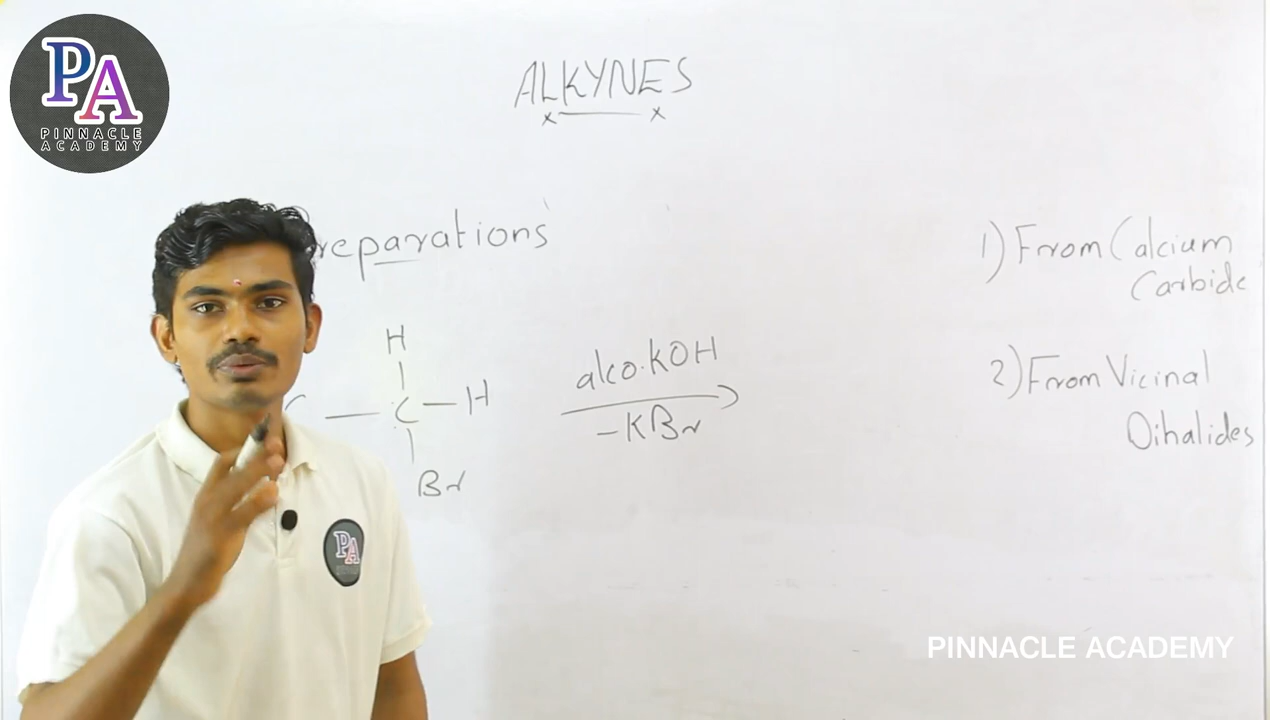 PA
PINNACLE
ACADEMY
ALKYNES
x x
reparations
1) From Calcium
Carbide
H
C — C — H
Br
alco.KOH
-KBr
2) From Vicinal
Dihalides
PA
PINNACLE ACADEMY